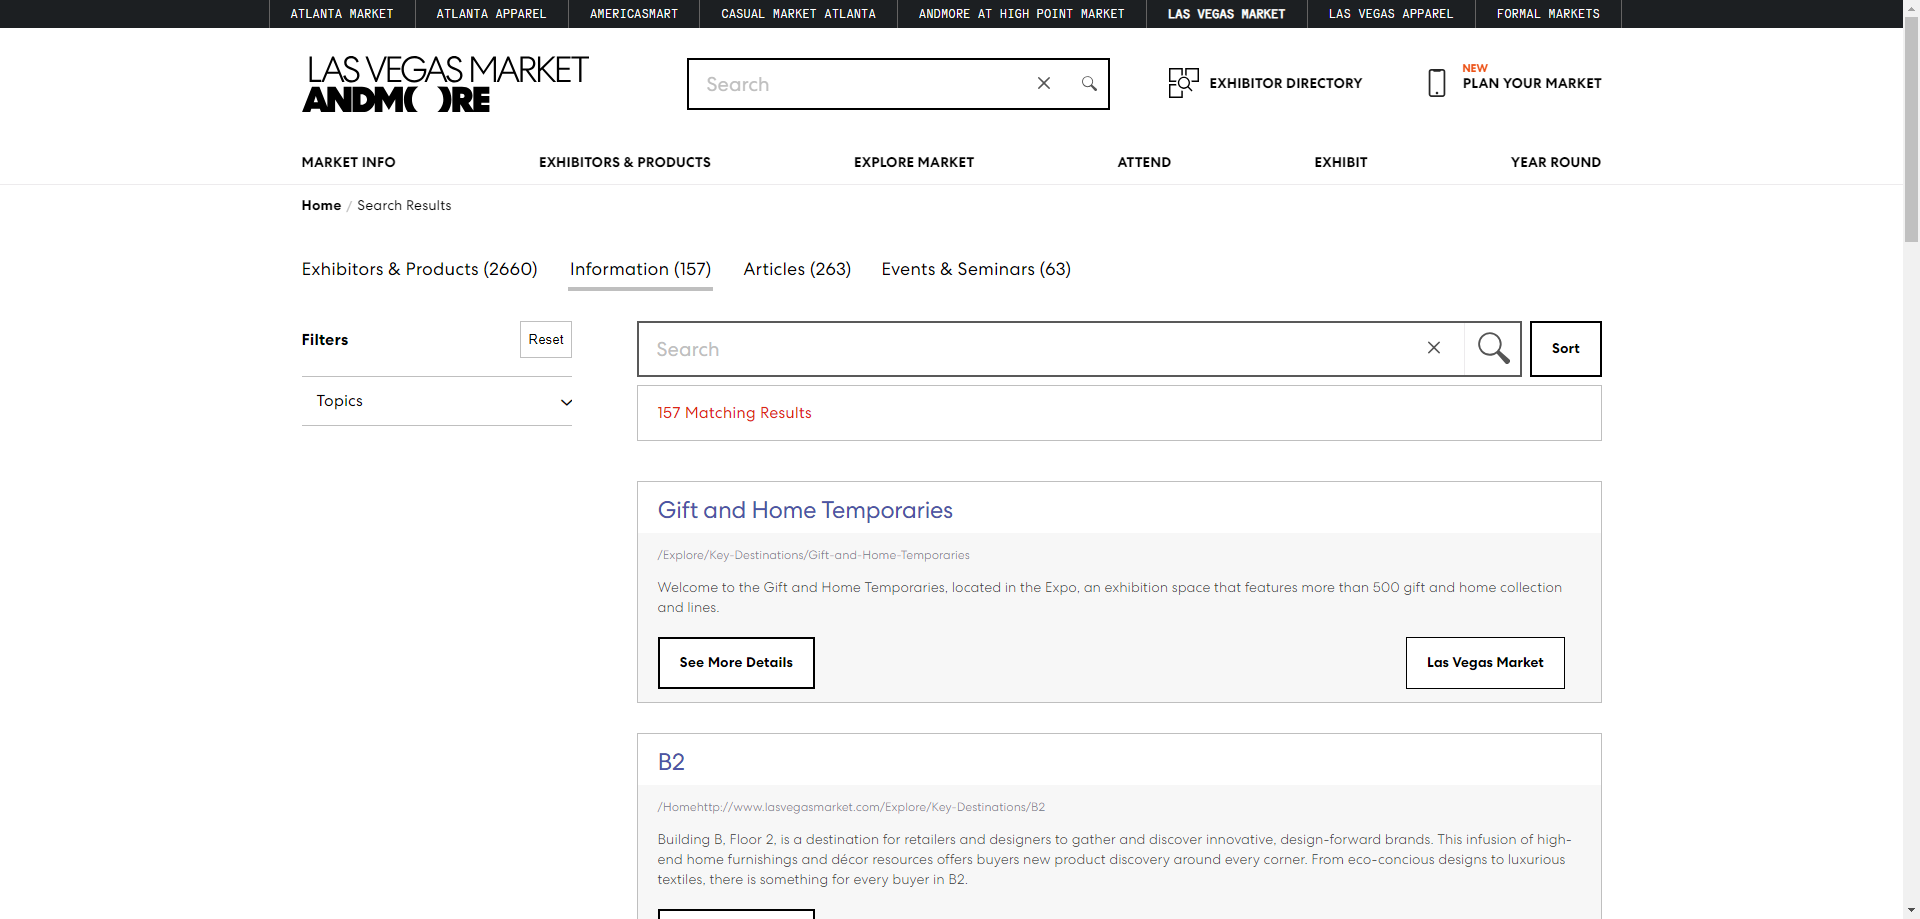 ATLANTA MARKET
ATLANTA APPAREL
AMERICASMART
CASUAL MARKET ATLANTA
ANDMORE AT HIGH POINT MARKET
LAS VEGAS MARKET
LAS VEGAS APPAREL
FORMAL MARKETS
LAS VEGAS MARKET
ANDMORE
Search
EXHIBITOR DIRECTORY
NEW
PLAN YOUR MARKET
MARKET INFO
EXHIBITORS & PRODUCTS
EXPLORE MARKET
ATTEND
EXHIBIT
YEAR ROUND
Home / Search Results
Exhibitors & Products (2660)
Information (157)
Articles (263)
Events & Seminars (63)
Filters
Reset
Topics
Search
Sort
157 Matching Results
Gift and Home Temporaries
/Explore/Key-Destinations/Gift-and-Home-Temporaries
Welcome to the Gift and Home Temporaries, located in the Expo, an exhibition space that features more than 500 gift and home collection
and lines.
See More Details
Las Vegas Market
B2
/Homehttp://www.lasvegasmarket.com/Explore/Key-Destinations/B2
Building B, Floor 2, is a destination for retailers and designers to gather and discover innovative, design-forward brands. This infusion of high-
end home furnishings and décor resources offers buyers new product discovery around every corner. From eco-concious designs to luxurious
textiles, there is something for every buyer in B2.